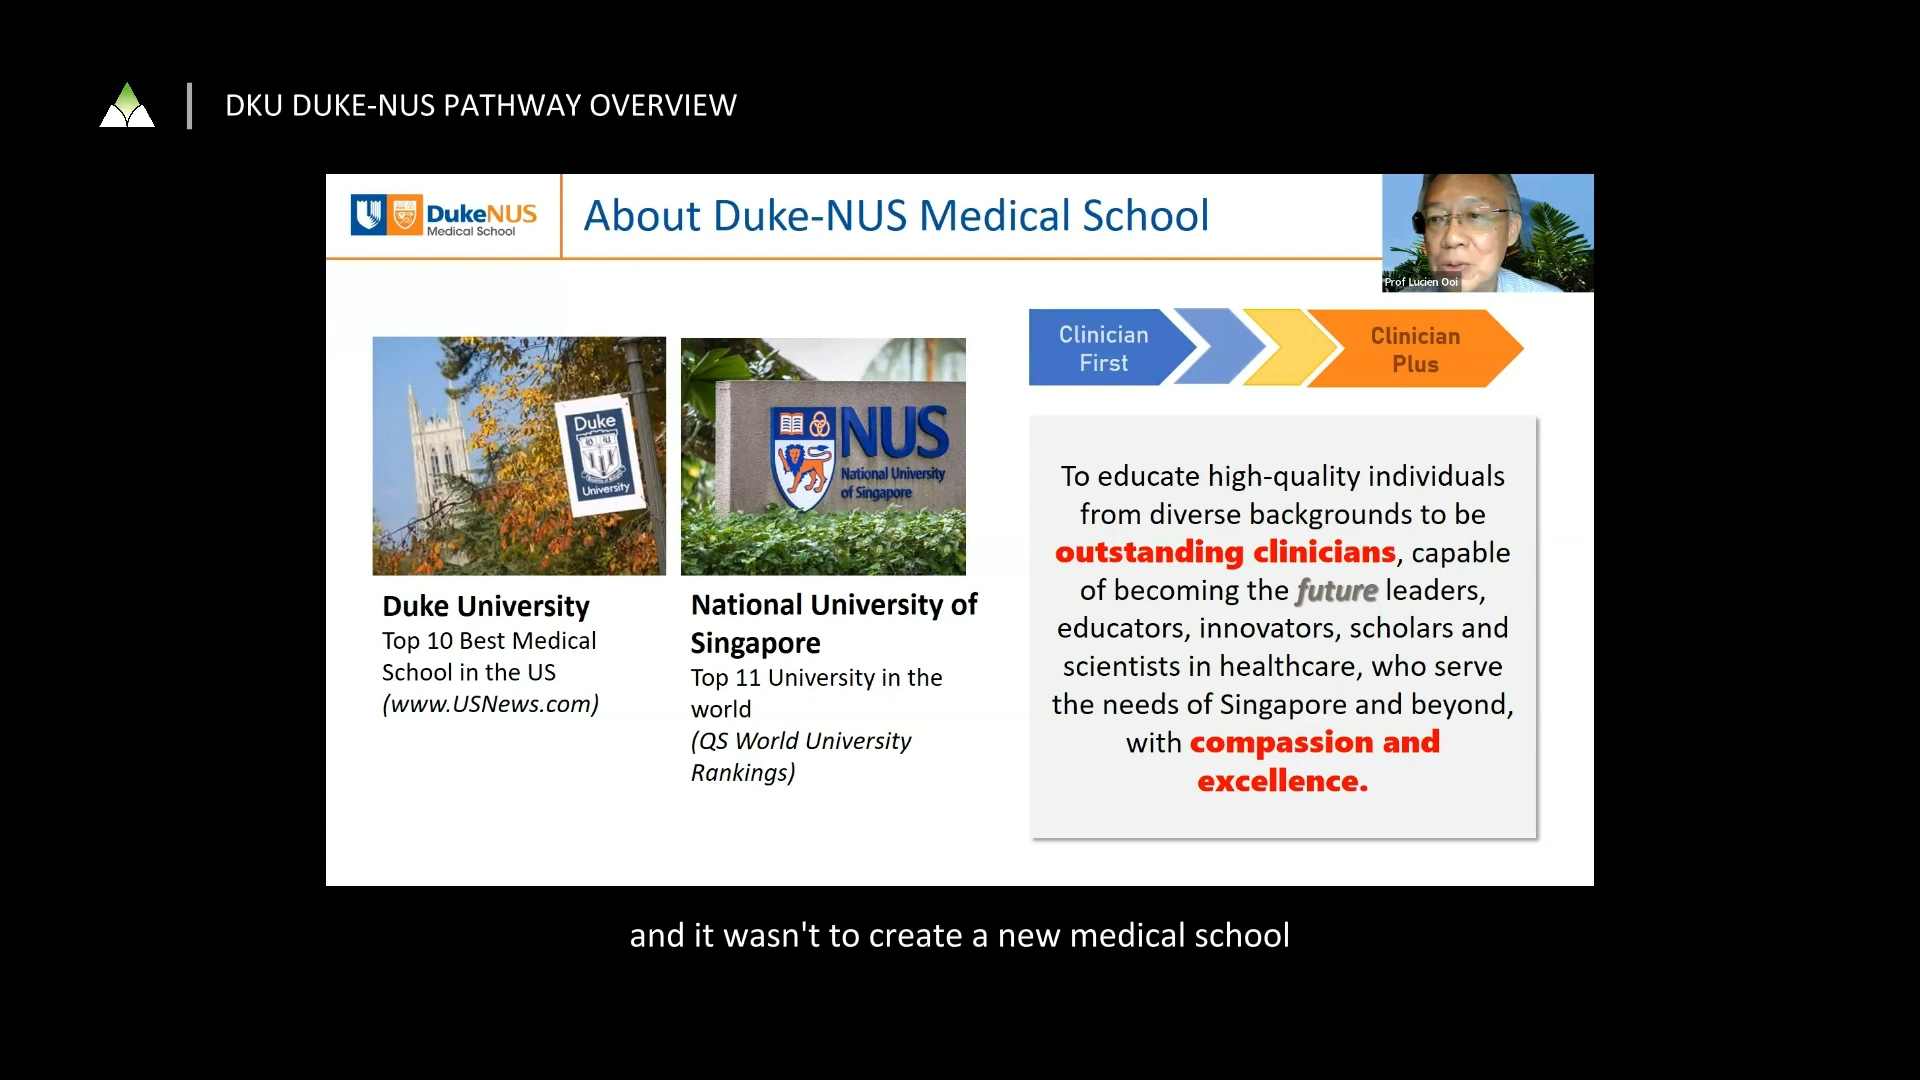 DKU DUKE-NUS PATHWAY OVERVIEW
DukeNUS
Medical School
About Duke-NUS Medical School
Prof Lucien Ooi
Duke
University
NUS
National University
of Singapore
Duke University
Top 10 Best Medical
School in the US
(www.USNews.com)
National University of
Singapore
Top 11 University in the
world
(QS World University
Rankings)
Clinician
First
Clinician
Plus
To educate high-quality individuals
from diverse backgrounds to be
outstanding clinicians, capable
of becoming the future leaders,
educators, innovators, scholars and
scientists in healthcare, who serve
the needs of Singapore and beyond,
with compassion and
excellence.
and it wasn't to create a new medical school